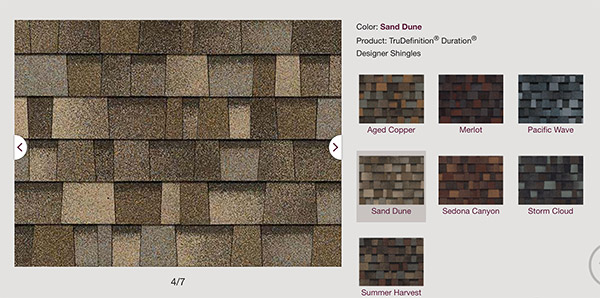 Color: Sand Dune
Product: TruDefinition® Duration®
Designer Shingles
Aged Copper
Merlot
Pacific Wave
Sand Dune
Sedona Canyon
Storm Cloud
4/7
Summer Harvest